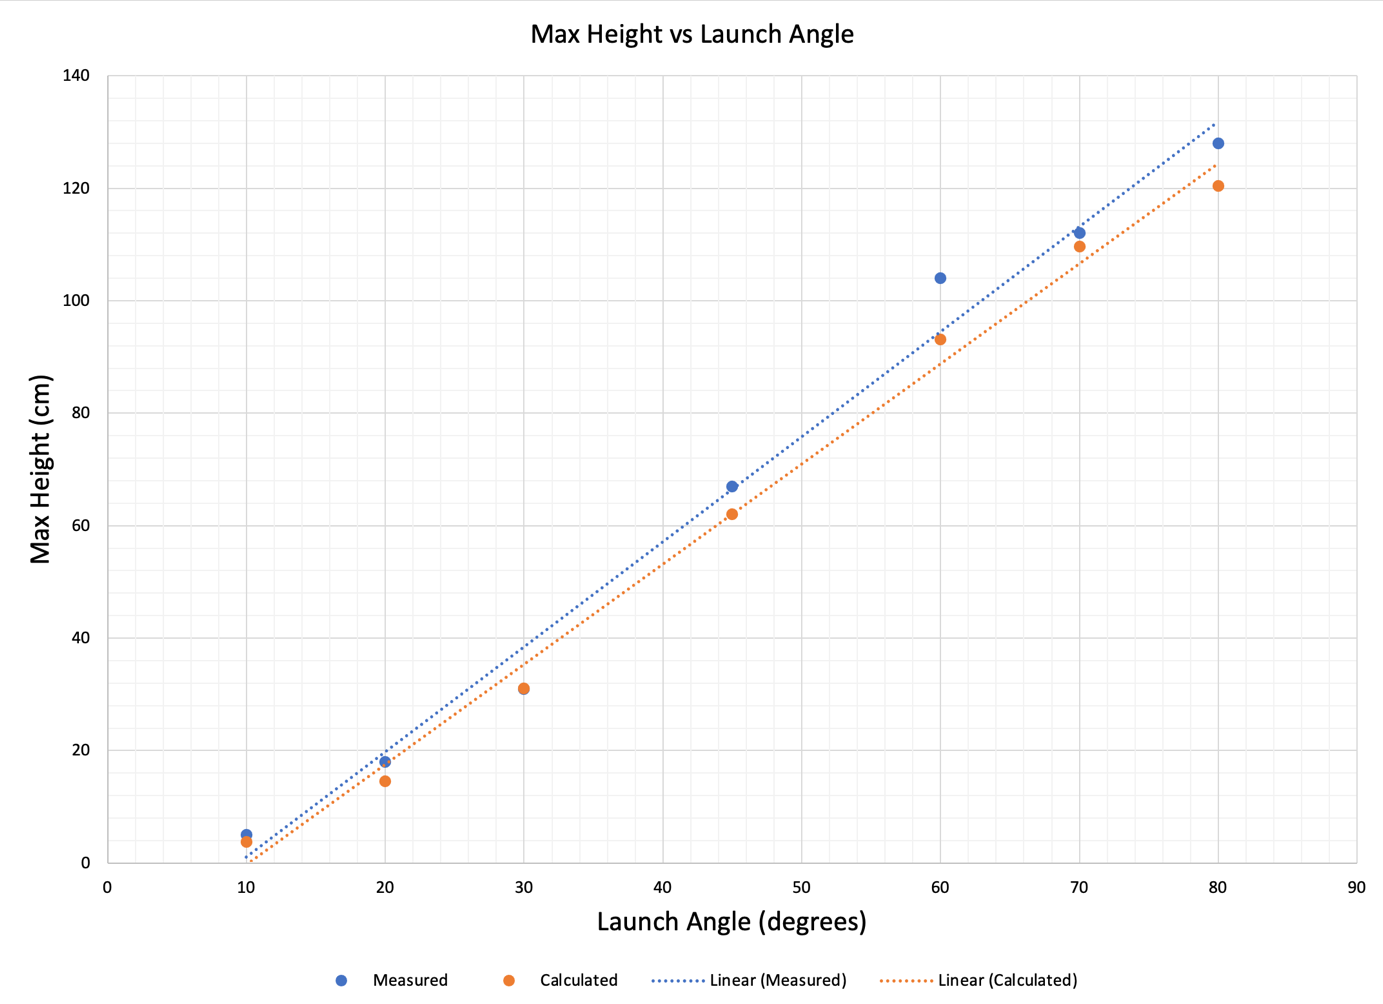 Max Height vs Launch Angle
140
120
100
80
60
40
20
0
Max Height (cm)
0 10 20 30 40 50 60 70 80 90
Launch Angle (degrees)
Measured Calculated Linear (Measured) Linear (Calculated)